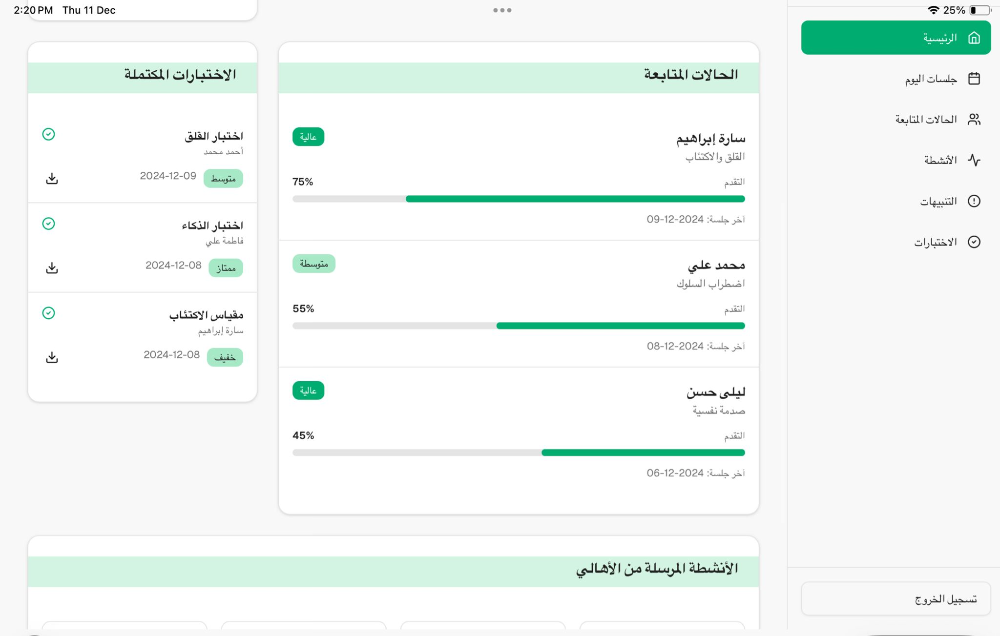 2:20 PM Thu 11 Dec
25%
الرئيسية
جلسات اليوم
الحالات المتابعة
الأنشطة
التنبيهات
الاختبارات
تسجيل الخروج
الحالات المتابعة
سارة إبراهيم
عالية
القلق والاكتئاب
التقدم
75%
آخر جلسة: 2024-12-09
محمد علي
متوسطة
اضطراب السلوك
التقدم
55%
آخر جلسة: 2024-12-08
ليلى حسن
عالية
صدمة نفسية
التقدم
45%
آخر جلسة: 2024-12-06
الاختبارات المكتملة
اختبار القلق
أحمد محمد
متوسط 2024-12-09
اختبار الذكاء
فاطمة علي
ممتاز 2024-12-08
مقياس الاكتئاب
سارة إبراهيم
خفيف 2024-12-08
الأنشطة المرسلة من الأهالي